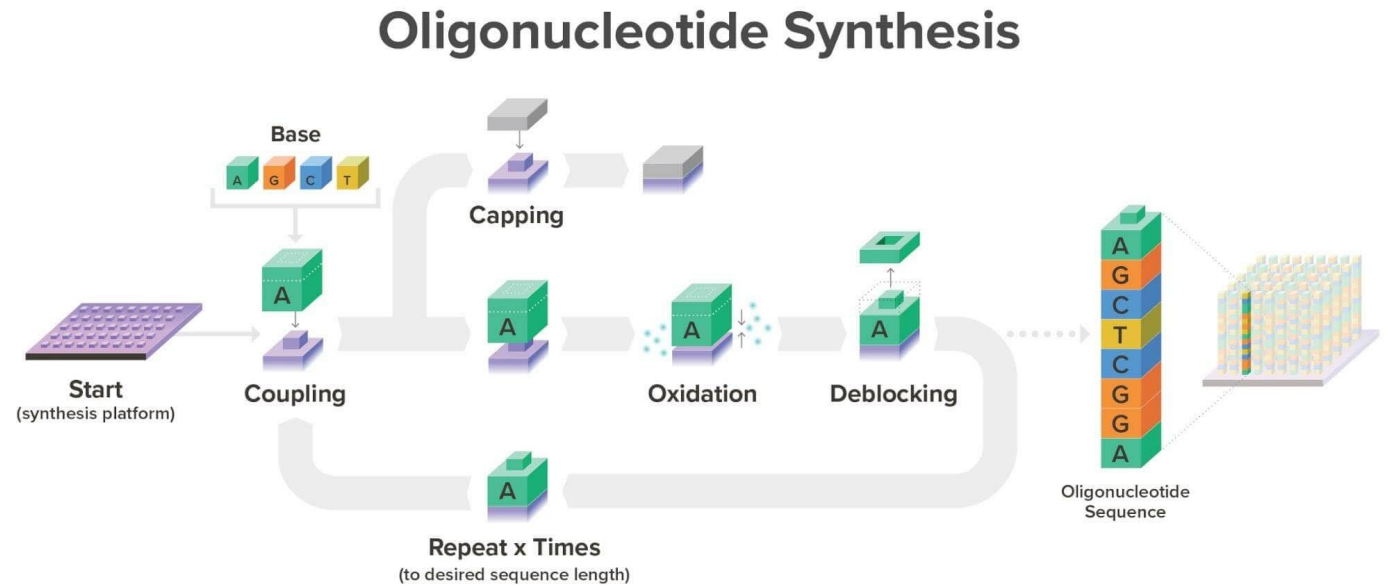 Oligonucleotide Synthesis
Base
A G C T
A
Start
(synthesis platform)
Coupling
Capping
A
A
Oxidation
A
Deblocking
A
Repeat x Times
(to desired sequence length)
A
G
C
T
C
G
G
A
Oligonucleotide
Sequence